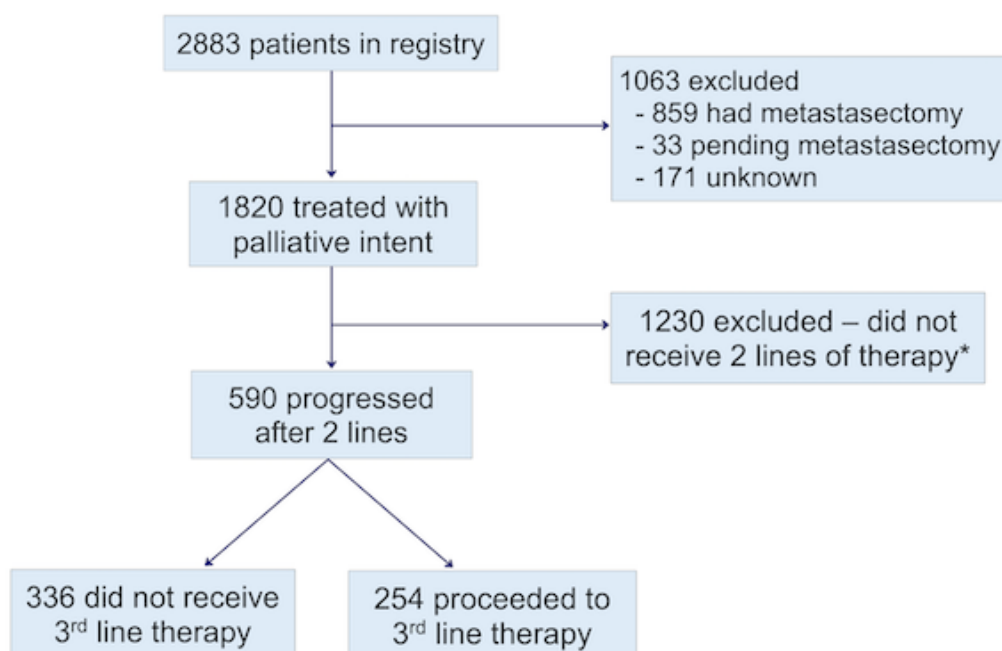 2883 patients in registry
1063 excluded
- 859 had metastasectomy
- 33 pending metastasectomy
- 171 unknown
1820 treated with
palliative intent
1230 excluded – did not
receive 2 lines of therapy*
590 progressed
after 2 lines
336 did not receive
3rd line therapy
254 proceeded to
3rd line therapy